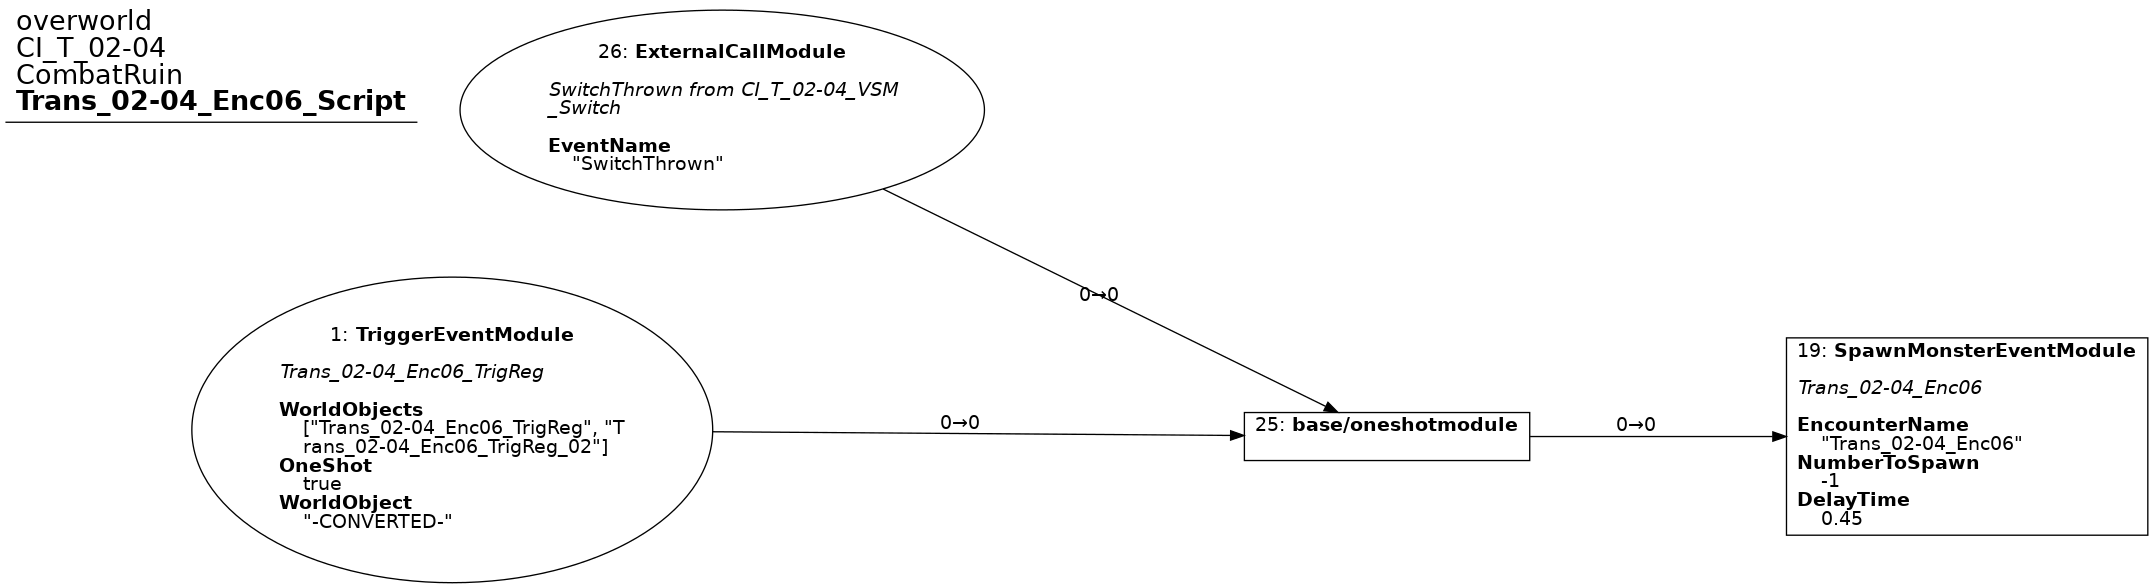 overworld
CI_T_02-04
CombatRuin
Trans_02-04_Enc06_Script
26: ExternalCallModule
SwitchThrown from CI_T_02-04_VSM
_Switch
EventName
"SwitchThrown"
0→0
1: TriggerEventModule
Trans_02-04_Enc06_TrigReg
WorldObjects
["Trans_02-04_Enc06_TrigReg", "T
rans_02-04_Enc06_TrigReg_02"]
OneShot
true
WorldObject
"-CONVERTED-"
0→0
25: base/oneshotmodule
0→0
19: SpawnMonsterEventModule
Trans_02-04_Enc06
EncounterName
"Trans_02-04_Enc06"
NumberToSpawn
-1
DelayTime
0.45